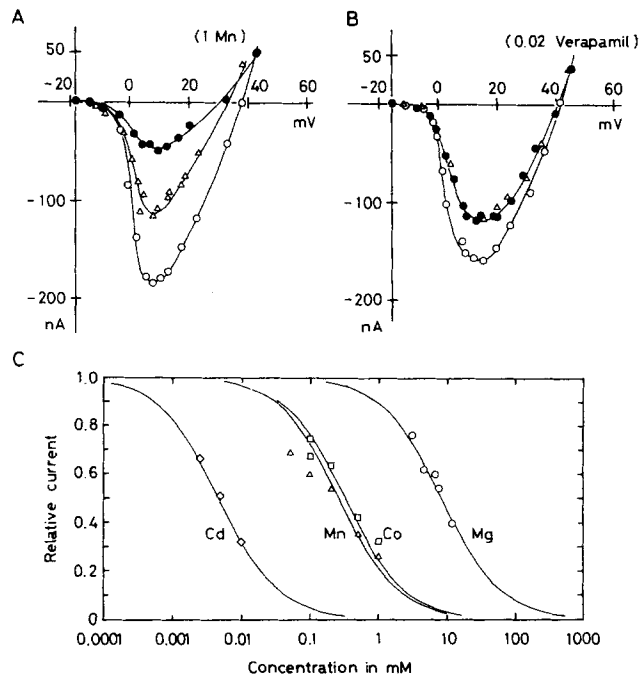 A
(1 Mn)
50
-20
0
20
40
60
mV
-100
-200
nA
B
(0.02 Verapamil)
50
-20
0
20
40
60
mV
-100
-200
nA
C
1.0
0.8
0.6
0.4
0.2
0
Relative current
Cd
Mn
Co
Mg
0.0001
0.001
0.01
0.1
1
10
100
1000
Concentration in mM